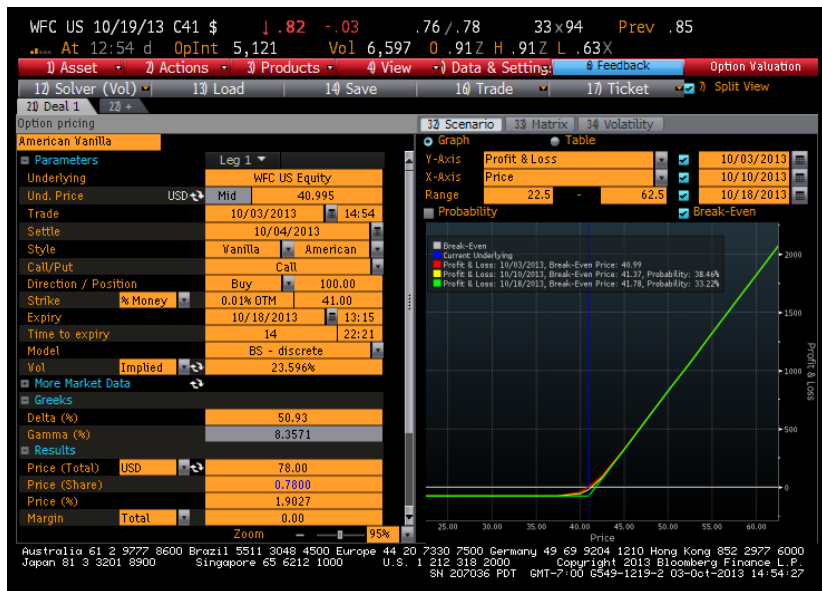 WFC US 10/19/13 C41 $ ↓.82 -.03 .76/.78 33x94 Prev .85
At 12:54 d OpInt 5,121 Vol 6,597 O .91Z H .91Z L .63X
1) Asset 2) Actions 3) Products 4) View Data & Settings 6) Feedback Option Valuation
12) Solver (Vol) 13) Load 14) Save 16) Trade 17) Ticket 7) Split View
21) Deal 1 22) +
Option pricing 32) Scenario 33) Matrix 34) Volatility
American Vanilla Graph Table
Parameters Leg 1 Y-Axis Profit & Loss 10/03/2013
Underlying WFC US Equity X-Axis Price 10/10/2013
Und. Price USD Mid 40.995 Range 22.5 - 62.5 10/18/2013
Trade 10/03/2013 14:54 Probability Break-Even
Settle 10/04/2013
Style Vanilla American
Call/Put Call
Direction / Position Buy 100.00
Strike % Money 0.01% OTM 41.00
Expiry 10/18/2013 13:15
Time to expiry 14 22:21
Model BS - discrete
Vol Implied 23.596%
More Market Data
Greeks
Delta (%) 50.93
Gamma (%) 8.3571
Results
Price (Total) USD 78.00
Price (Share) 0.7800
Price (%) 1.9027
Margin Total 0.00
Zoom - 95%
Break-Even
Current Underlying
Profit & Loss: 10/03/2013, Break-Even Price: 40.99
Profit & Loss: 10/10/2013, Break-Even Price: 41.37, Probability: 38.46%
Profit & Loss: 10/18/2013, Break-Even Price: 41.78, Probability: 33.22%
2000
1500
1000
500
0
Profit & Loss
25.00 30.00 35.00 40.00 45.00 50.00 55.00 60.00
Price
Australia 61 2 9777 8600 Brazil 5511 3048 4500 Europe 44 20 7330 7500 Germany 49 69 9204 1210 Hong Kong 852 2977 6000
Japan 81 3 3201 8900 Singapore 65 6212 1000 U.S. 1 212 318 2000 Copyright 2013 Bloomberg Finance L.P.
SN 207036 PDT GMT-7:00 G549-1219-2 03-Oct-2013 14:54:27